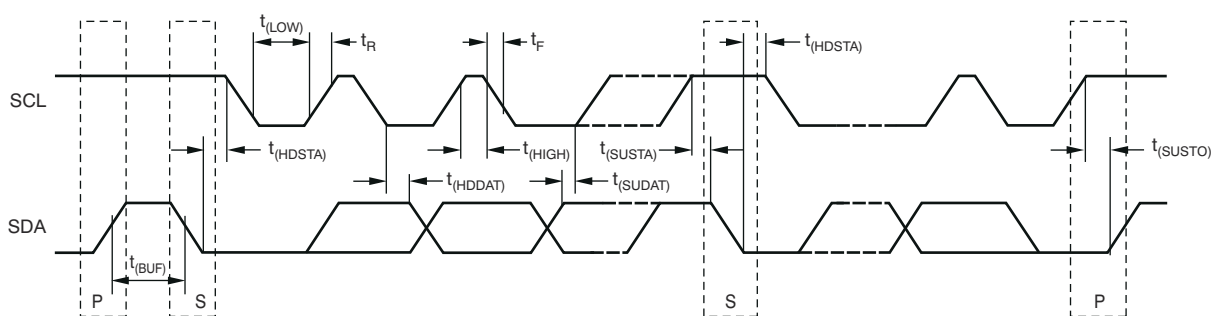 t(LOW)
tR
tF
t(HDSTA)
SCL
t(HDSTA)
t(HIGH)
t(SUSTA)
t(SUSTO)
t(HDDAT)
t(SUDAT)
SDA
t(BUF)
P
S
S
P